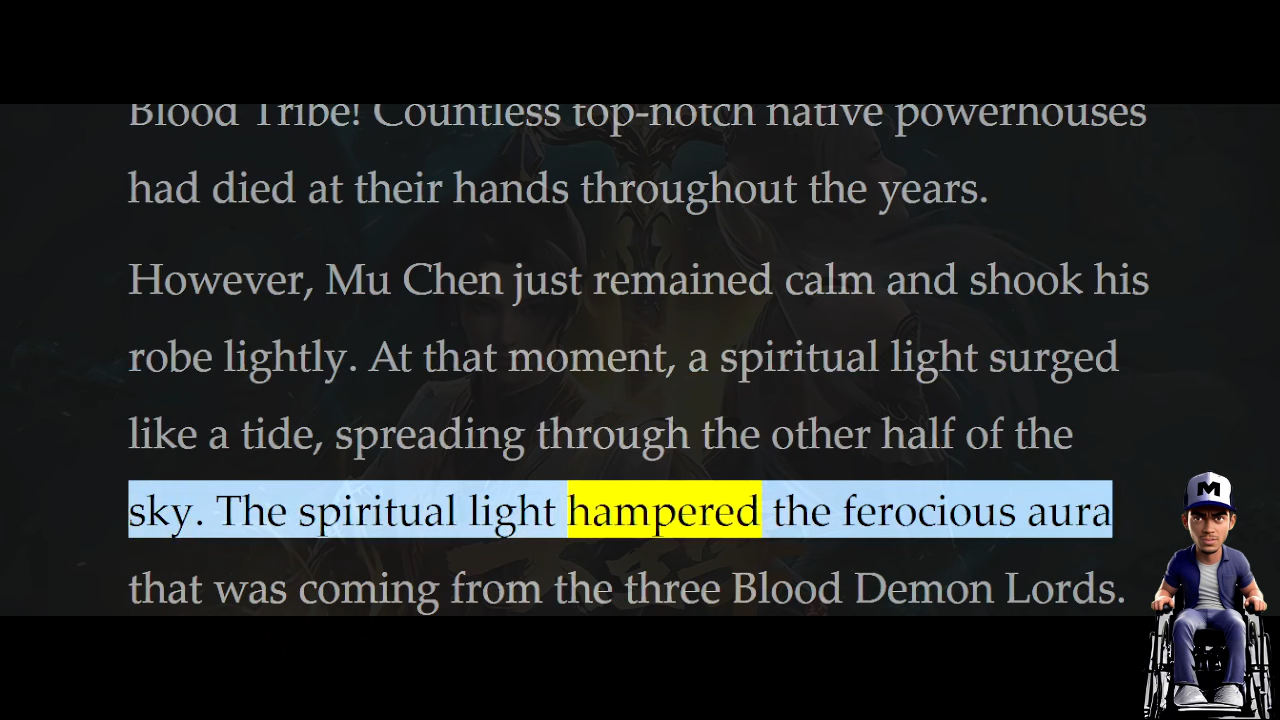 Blood Tribe! Countless top-notch native powerhouses
had died at their hands throughout the years.
However, Mu Chen just remained calm and shook his
robe lightly. At that moment, a spiritual light surged
like a tide, spreading through the other half of the
sky. The spiritual light hampered the ferocious aura
that was coming from the three Blood Demon Lords.
M